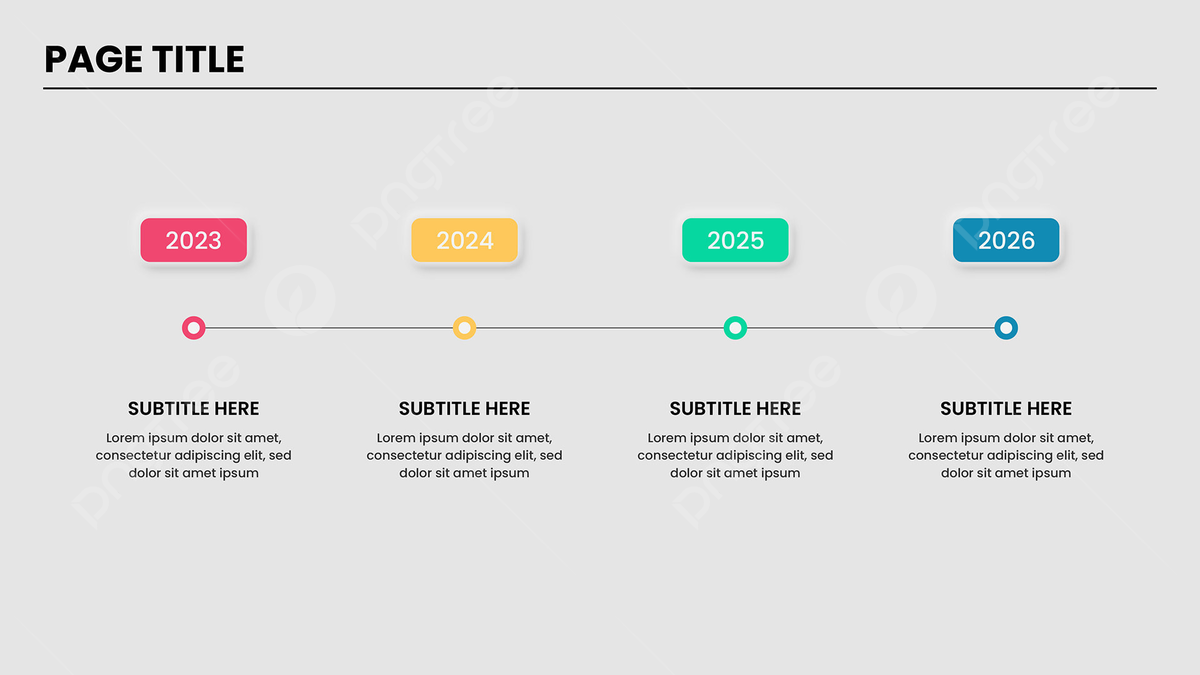 PAGE TITLE
2023
2024
2025
2026
SUBTITLE HERE
Lorem ipsum dolor sit amet,
consectetur adipiscing elit, sed
dolor sit amet ipsum
SUBTITLE HERE
Lorem ipsum dolor sit amet,
consectetur adipiscing elit, sed
dolor sit amet ipsum
SUBTITLE HERE
Lorem ipsum dolor sit amet,
consectetur adipiscing elit, sed
dolor sit amet ipsum
SUBTITLE HERE
Lorem ipsum dolor sit amet,
consectetur adipiscing elit, sed
dolor sit amet ipsum
pngtree
pngtree
pngtree
pngtree